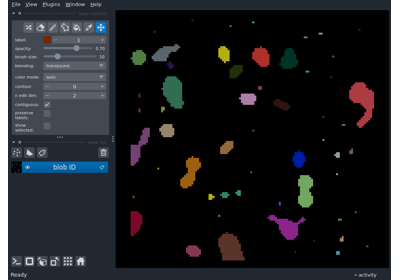 File View Plugins Window Help
label: 1
opacity: 0.70
brush size: 10
blending: translucent
color mode: auto
contour: 0
n edit dim: 2
contiguous: ✓
preserve labels:
show selected:
blob ID
Ready
activity